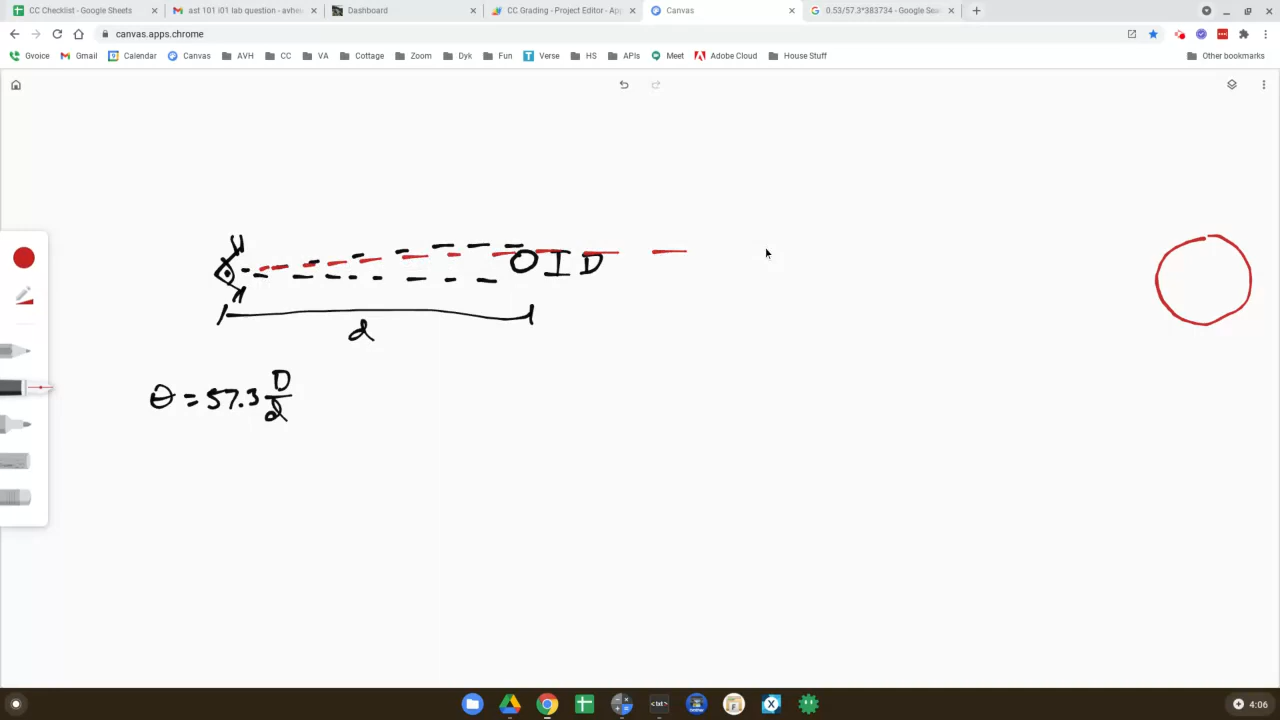 CC Checklist - Google Sheets
ast 101 i01 lab question - avheu
Dashboard
CC Grading - Project Editor - Ap
Canvas
0.53/57.3*383734 - Google Sea
canvas.apps.chrome
Gvoice Gmail Calendar Canvas AVH CC VA Cottage Zoom Fun Dyk Verse HS APIs Meet Adobe Cloud House Stuff Other bookmarks
D
d
θ = 57.3 D/d
4:06